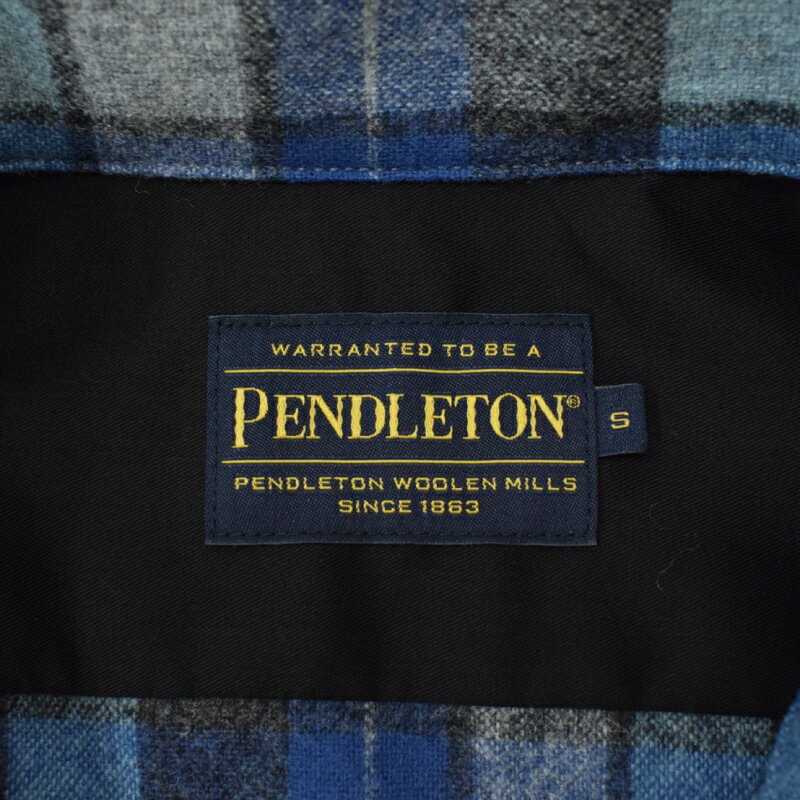 WARRANTED TO BE A
PENDLETON®
S
PENDLETON WOOLEN MILLS
SINCE 1863